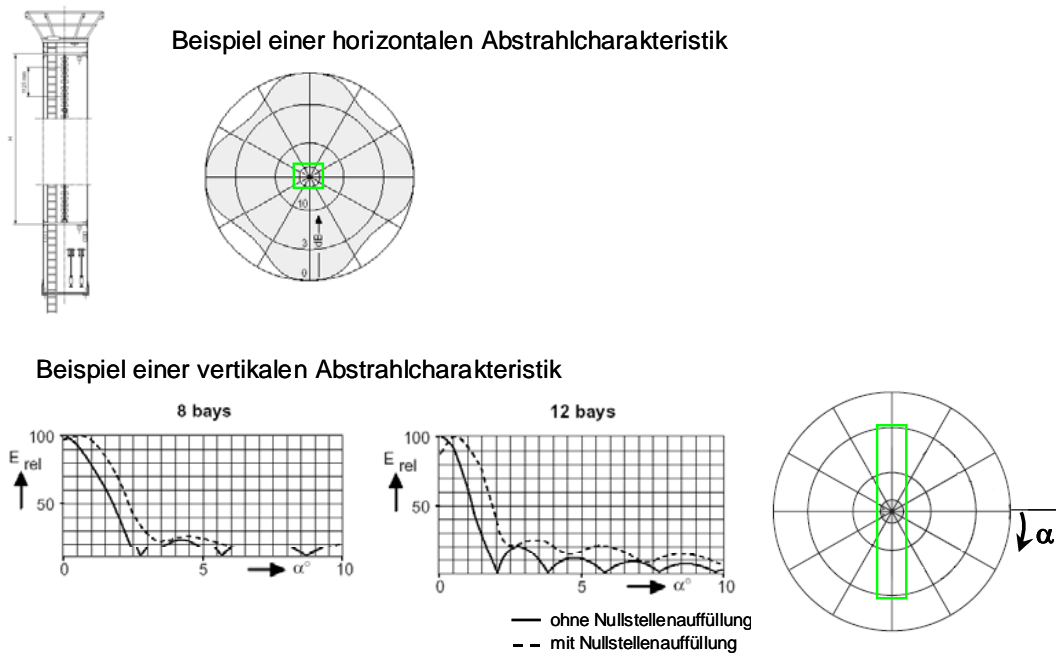 Beispiel einer horizontalen Abstrahlcharakteristik
10
3
0
dB
Beispiel einer vertikalen Abstrahlcharakteristik
8 bays
100
E rel
50
0
5
10
α°
12 bays
100
E rel
50
0
5
10
α°
α
ohne Nullstellenauffüllung
mit Nullstellenauffüllung